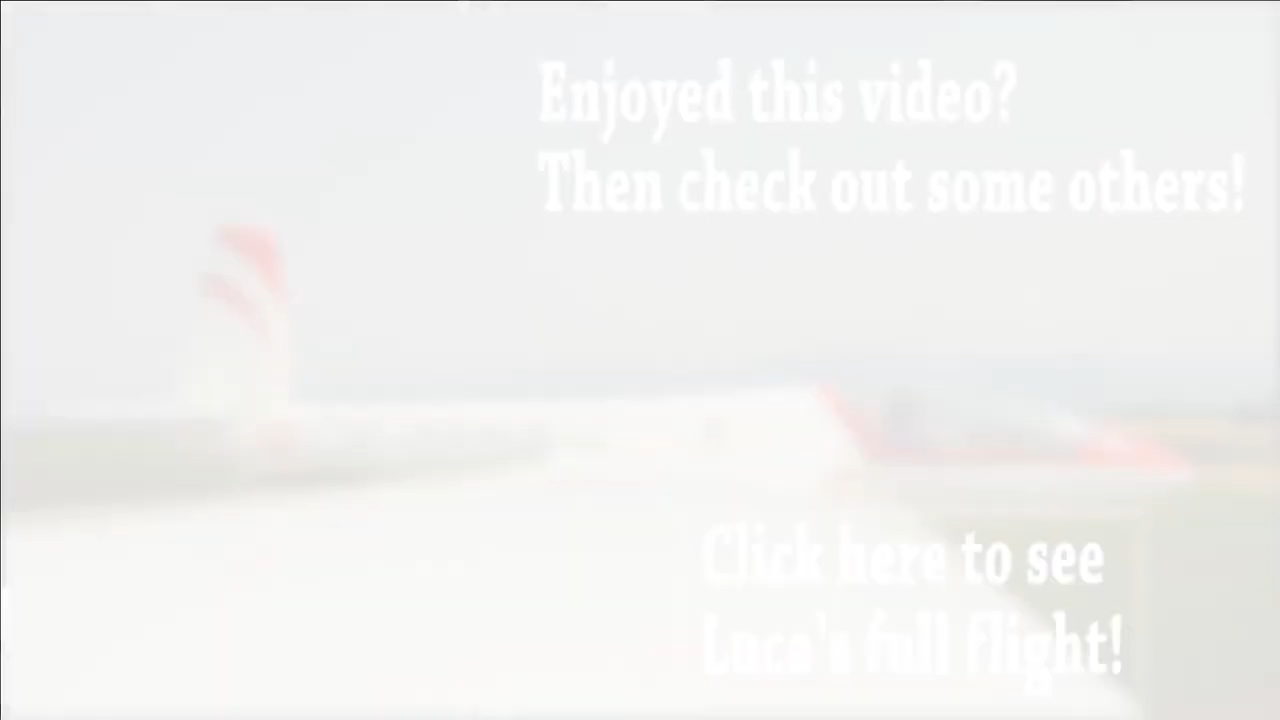 Enjoyed this video?
Then check out some others!
Click here to see
Luca's full flight!